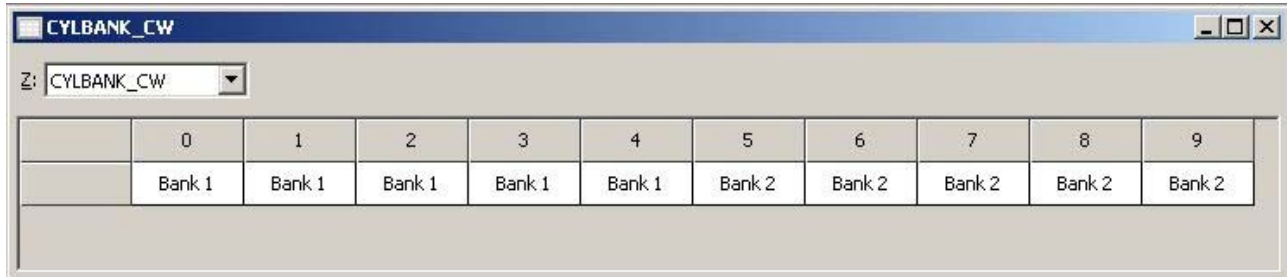 CYLBANK_CW
Z: CYLBANK_CW
0 1 2 3 4 5 6 7 8 9
Bank 1 Bank 1 Bank 1 Bank 1 Bank 1 Bank 2 Bank 2 Bank 2 Bank 2 Bank 2